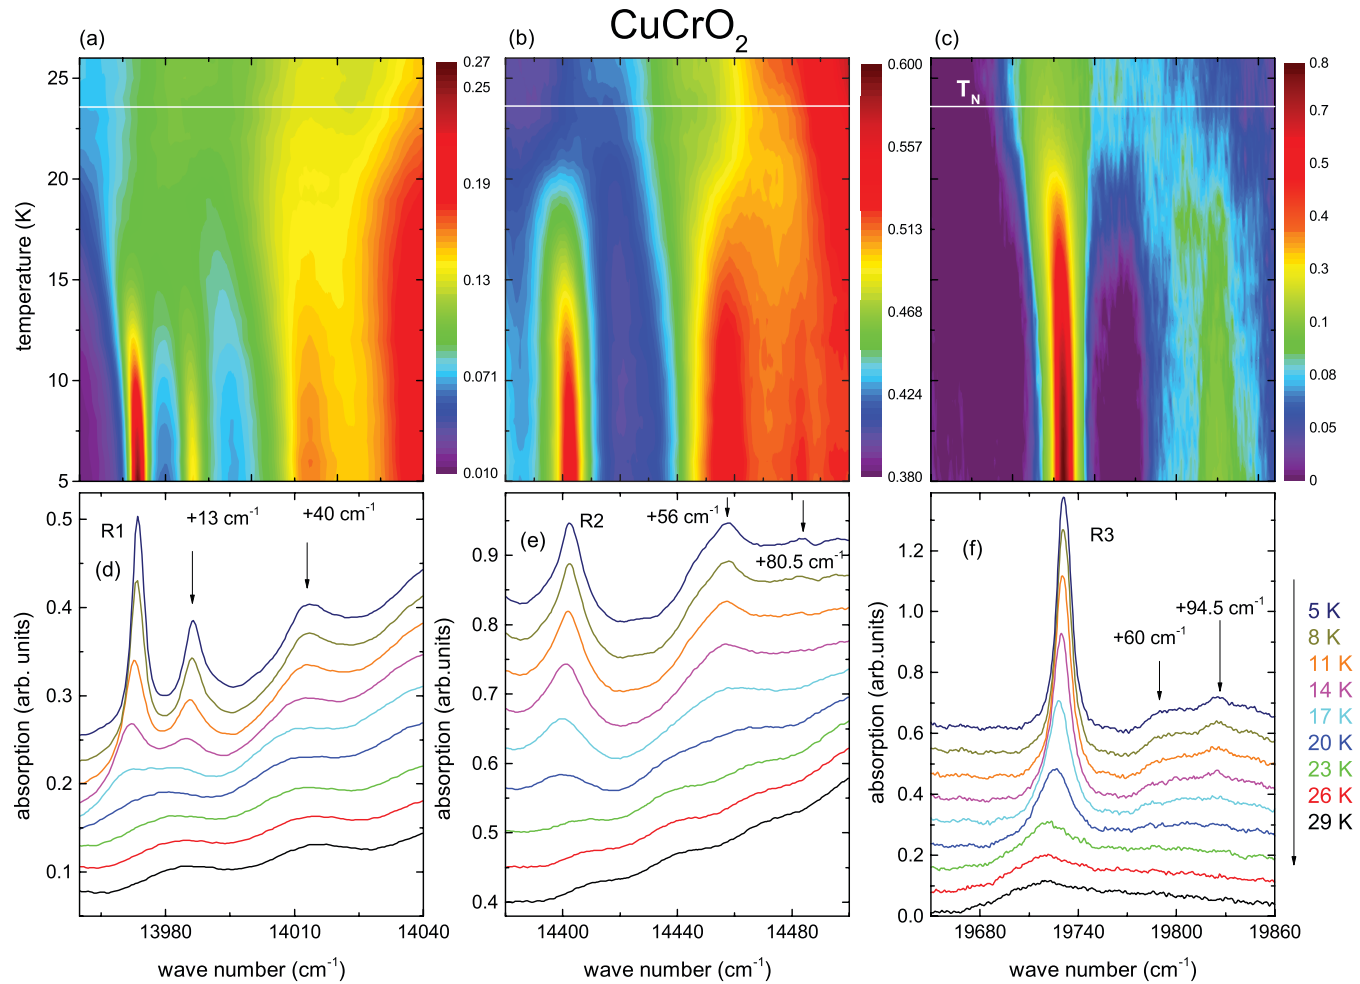 CuCrO2
(a)
(b)
(c)
temperature (K)
25
20
15
10
5
0.27
0.25
0.19
0.13
0.071
0.010
0.600
0.557
0.513
0.468
0.424
0.380
TN
0.8
0.7
0.5
0.4
0.3
0.1
0.08
0.05
0
absorption (arb. units)
0.5
0.4
0.3
0.2
0.1
R1
+13 cm-1
+40 cm-1
(d)
13980
14010
14040
wave number (cm-1)
absorption (arb.units)
0.9
0.8
0.7
0.6
0.5
0.4
R2
+56 cm-1
(e)
+80.5 cm-1
14400
14440
14480
wave number (cm-1)
absorption (arb.units)
1.2
1.0
0.8
0.6
0.4
0.2
0.0
R3
(f)
+94.5 cm-1
+60 cm-1
19680
19740
19800
19860
wave number (cm-1)
5 K
8 K
11 K
14 K
17 K
20 K
23 K
26 K
29 K